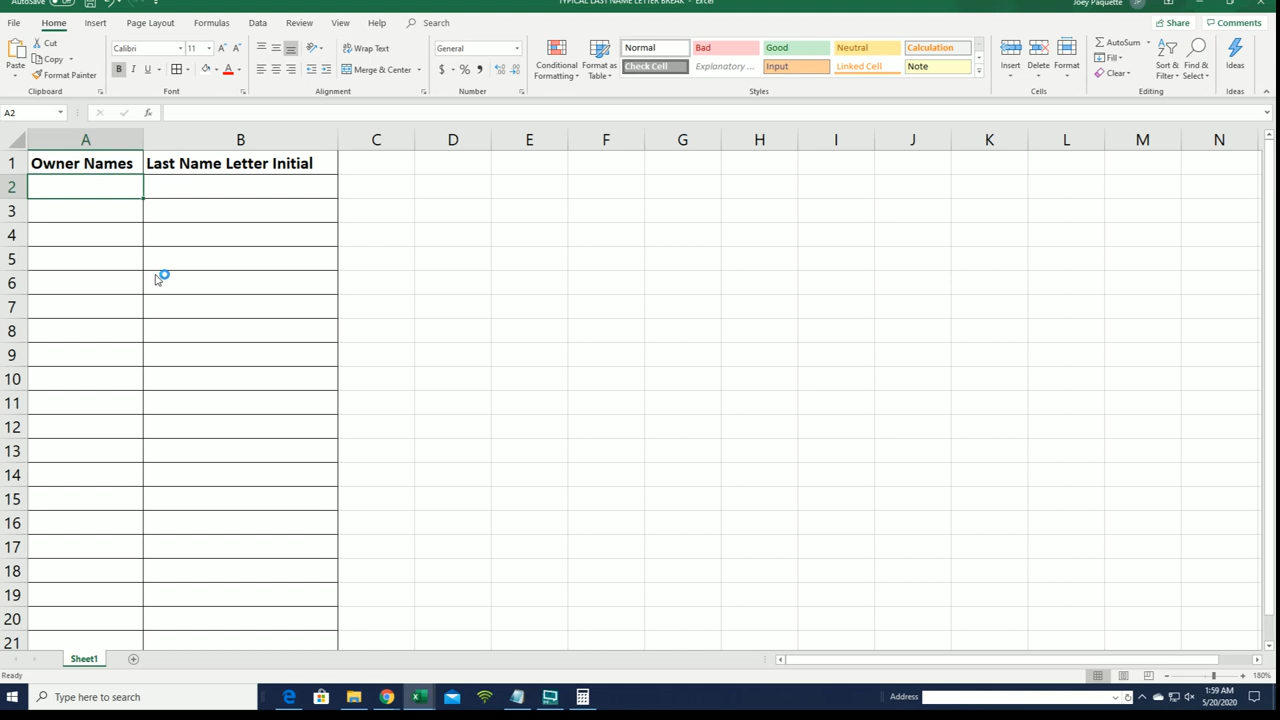 AutoSave Off TYPICAL LAST NAME LETTER BREAK - Excel Joey Paquette JP
File Home Insert Page Layout Formulas Data Review View Help Search Share Comments
Paste Cut Copy Format Painter
Calibri 11 A A
B I U A
Wrap Text
Merge & Center
General
$ % ,
Conditional Formatting
Format as Table
Normal Bad Good Neutral Calculation
Check Cell Explanatory ... Input Linked Cell Note
Insert Delete Format
AutoSum
Fill
Clear
Sort & Filter
Find & Select
Ideas
Clipboard Font Alignment Number Styles Cells Editing Ideas
A2 fx
A B C D E F G H I J K L M N
1 Owner Names Last Name Letter Initial
2
3
4
5
6
7
8
9
10
11
12
13
14
15
16
17
18
19
20
21
Sheet1
Ready 180%
Type here to search Address 1:59 AM
5/20/2020